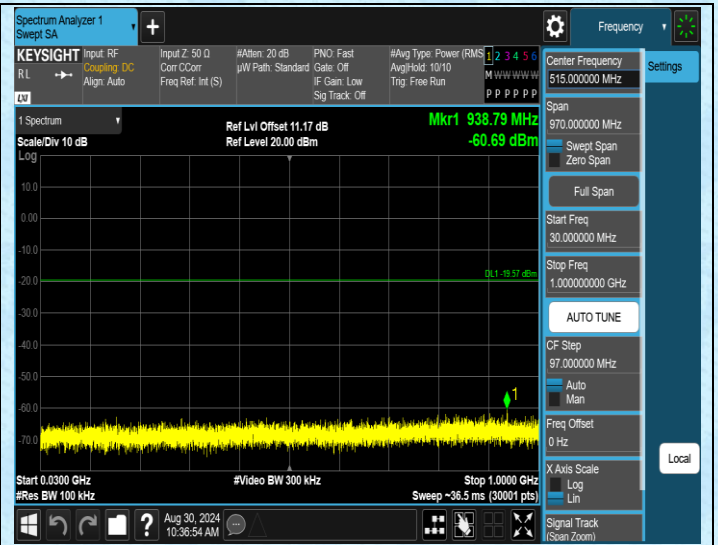 Spectrum Analyzer 1
Swept SA
+
Frequency
KEYSIGHT
RL
LXI
Input: RF
Coupling: DC
Align: Auto
Input Z: 50 Ω
Corr CCorr
Freq Ref: Int (S)
#Atten: 20 dB
µW Path: Standard
PNO: Fast
Gate: Off
IF Gain: Low
Sig Track: Off
#Avg Type: Power (RMS
Avg|Hold: 10/10
Trig: Free Run
1 2 3 4 5 6
M W W W W W
P P P P P P
1 Spectrum
Scale/Div 10 dB
Log
Ref Lvl Offset 11.17 dB
Ref Level 20.00 dBm
Mkr1 938.79 MHz
-60.69 dBm
10.0
0.00
-10.0
-20.0
-30.0
-40.0
-50.0
-60.0
-70.0
DL1 -19.57 dBm
1
Start 0.0300 GHz
#Res BW 100 kHz
#Video BW 300 kHz
Stop 1.0000 GHz
Sweep ~36.5 ms (30001 pts)
Center Frequency
515.000000 MHz
Span
970.000000 MHz
Swept Span
Zero Span
Full Span
Start Freq
30.000000 MHz
Stop Freq
1.000000000 GHz
AUTO TUNE
CF Step
97.000000 MHz
Auto
Man
Freq Offset
0 Hz
X Axis Scale
Log
Lin
Signal Track
(Span Zoom)
Settings
Local
?
Aug 30, 2024
10:36:54 AM